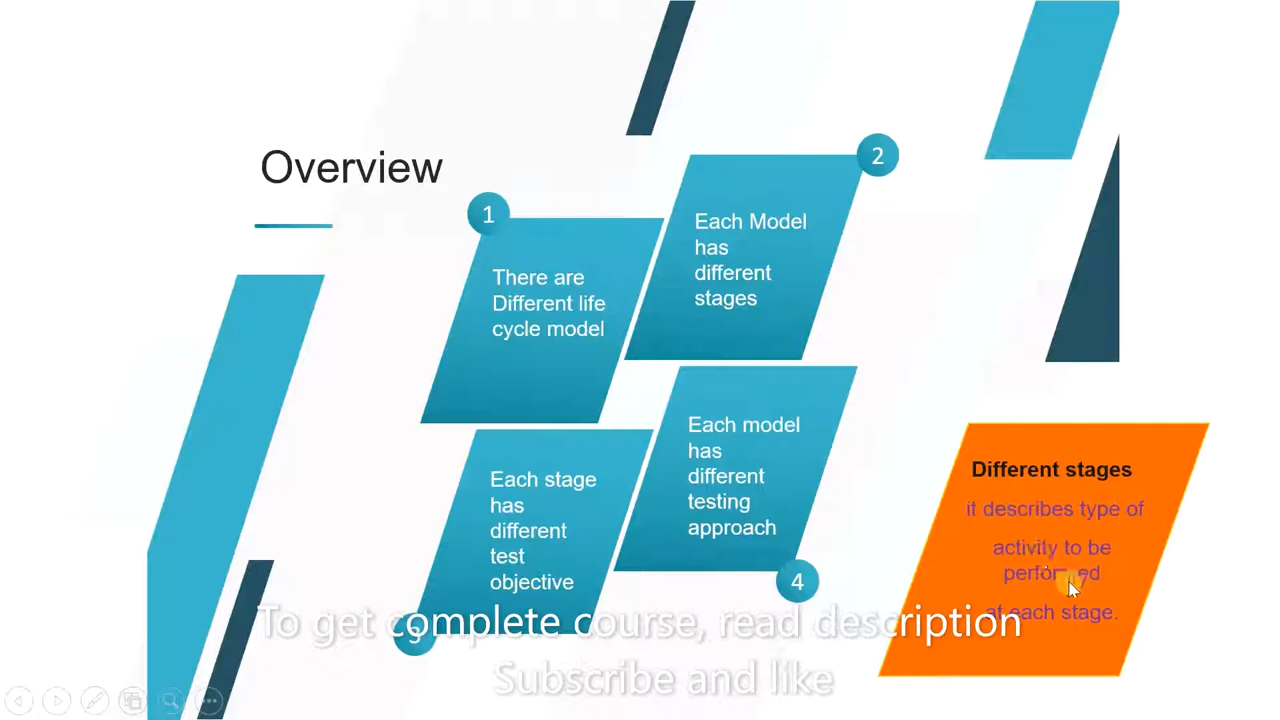 Overview
1
There are
Different life
cycle model
2
Each Model
has
different
stages
Each stage
has
different
test
objective
3
Each model
has
different
testing
approach
4
Different stages
it describes type of
activity to be
performed
at each stage.
To get complete course, read description
Subscribe and like